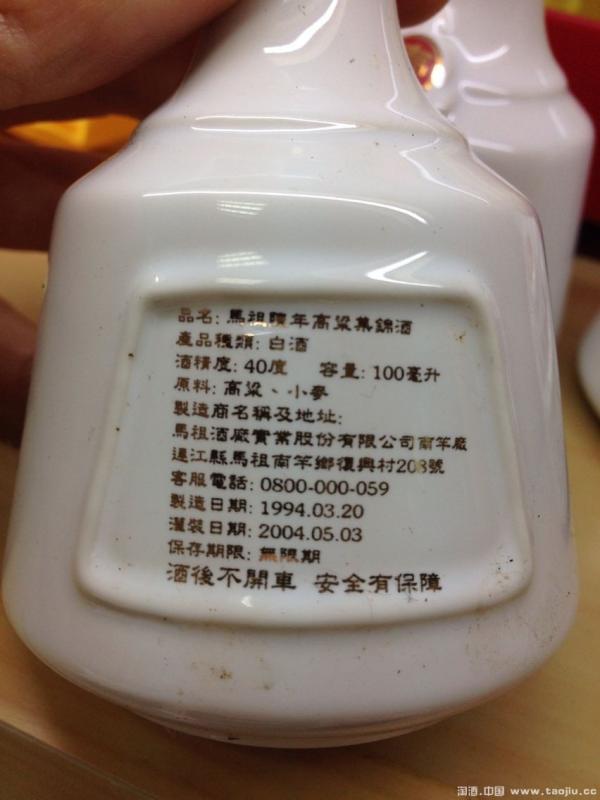 品名: 馬祖陳年高粱集錦酒
產品種類: 白酒
酒精度: 40度 容量: 100毫升
原料: 高粱、小麥
製造商名稱及地址:
馬祖酒廠實業股份有限公司南竿廠
連江縣馬祖南竿鄉復興村208號
客服電話: 0800-000-059
製造日期: 1994.03.20
灌裝日期: 2004.05.03
保存期限: 無限期
酒後不開車 安全有保障
淘酒.中国 www.taojiu.cc